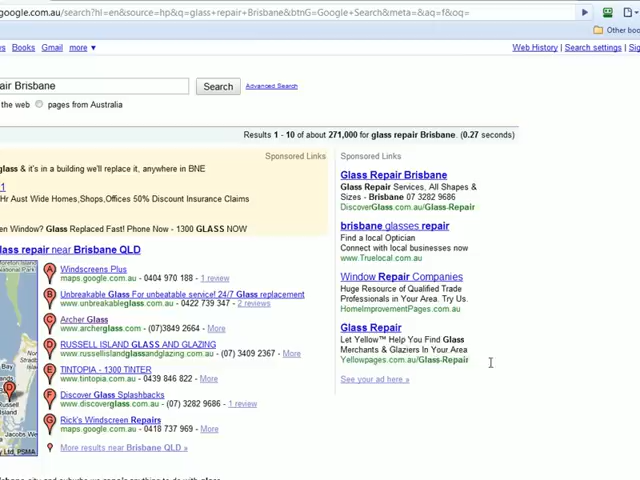 google.com.au/search?hl=en&source=hp&q=glass+repair+Brisbane&btnG=Google+Search&meta=&aq=f&oq=
Other boo
s Books Gmail more ▼
Web History | Search settings | Sig
air Brisbane Search Advanced Search
the web pages from Australia
Results 1 - 10 of about 271,000 for glass repair Brisbane. (0.27 seconds)
Sponsored Links
glass & it's in a building we'll replace it, anywhere in BNE
1
Hr Aust Wide Homes,Shops,Offices 50% Discount Insurance Claims
en Window? Glass Replaced Fast! Phone Now - 1300 GLASS NOW
lass repair near Brisbane QLD
National Park
Russell
Island
Jacobs We
y Ltd, PSMA
A Windscreens Plus
maps.google.com.au - 0404 970 188 - 1 review
B Unbreakable Glass For unbeatable service! 24/7 Glass replacement
www.unbreakableglass.com.au - 0422 739 347 - 2 reviews
C Archer Glass
www.archerglass.com - (07)3849 2664 - More
D RUSSELL ISLAND GLASS AND GLAZING
www.russellislandglassandglazing.com.au - (07) 3409 2367 - More
E TINTOPIA - 1300 TINTER
www.tintopia.com.au - 0439 846 822 - More
F Discover Glass Splashbacks
www.discoverglass.com.au - (07) 3282 9686 - 1 review
G Rick's Windscreen Repairs
maps.google.com.au - 0418 737 969 - More
More results near Brisbane QLD »
Sponsored Links
Glass Repair Brisbane
Glass Repair Services, All Shapes &
Sizes - Brisbane 07 3282 9686
DiscoverGlass.com.au/Glass-Repair
brisbane glasses repair
Find a local Optician
Connect with local businesses now
www.Truelocal.com.au
Window Repair Companies
Huge Resource of Qualified Trade
Professionals in Your Area. Try Us.
HomeImprovementPages.com.au
Glass Repair
Let Yellow™ Help You Find Glass
Merchants & Glaziers In Your Area
Yellowpages.com.au/Glass-Repair
See your ad here »